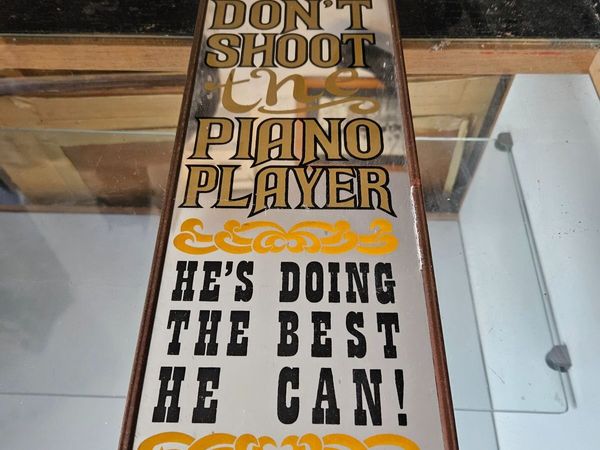 DON'T
SHOOT
the
PIANO
PLAYER
HE'S DOING
THE BEST
HE CAN!